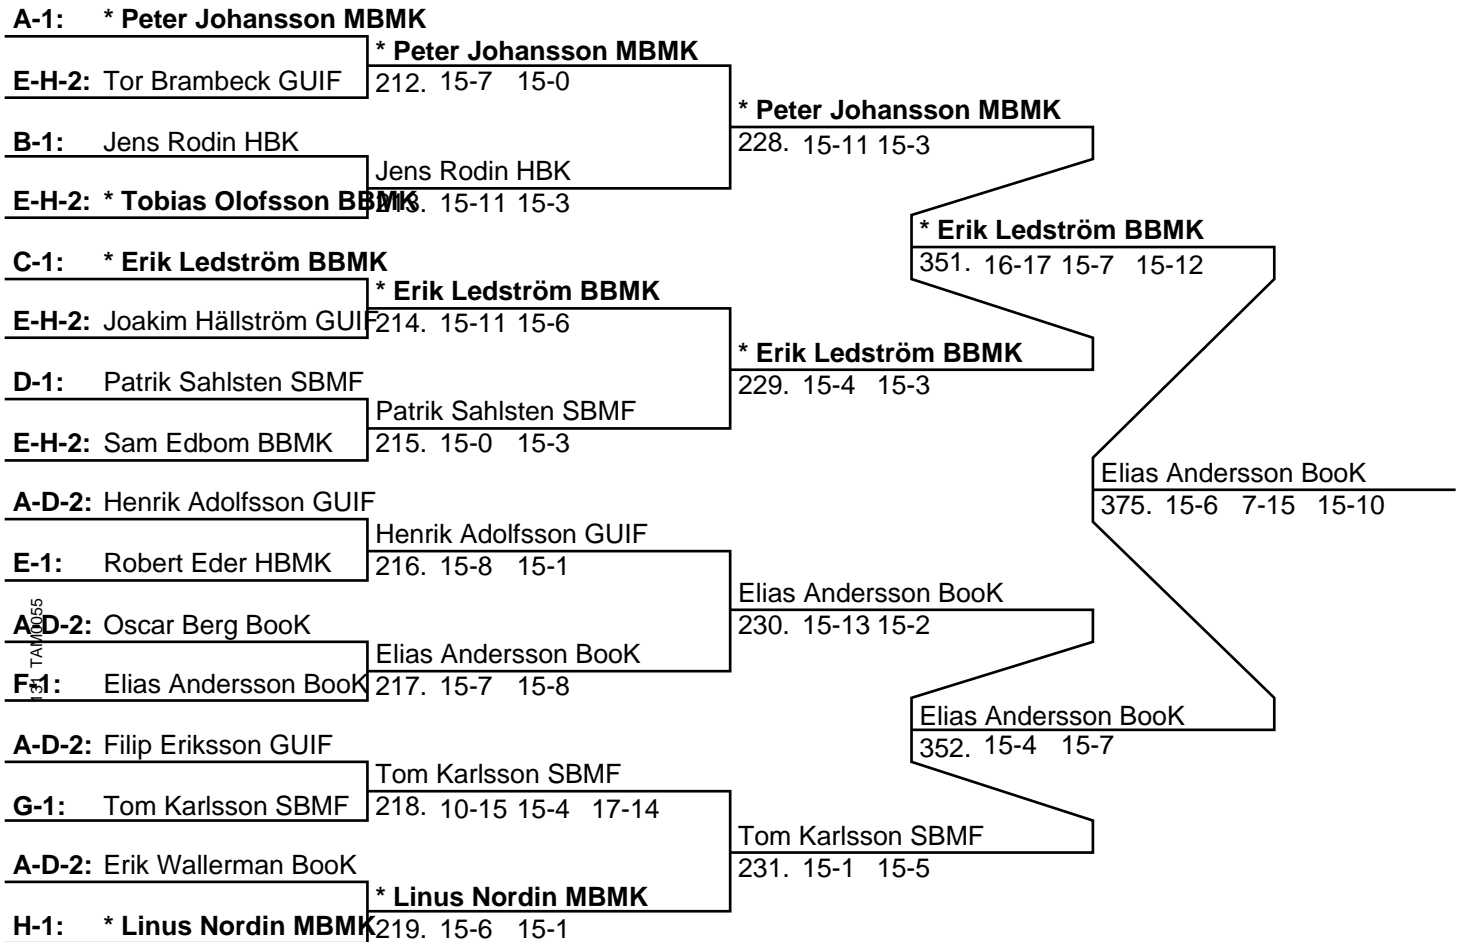 A-1: * Peter Johansson MBMK
* Peter Johansson MBMK
E-H-2: Tor Brambeck GUIF
212. 15-7 15-0
* Peter Johansson MBMK
B-1: Jens Rodin HBK
228. 15-11 15-3
Jens Rodin HBK
E-H-2: * Tobias Olofsson BBMK
213. 15-11 15-3
* Erik Ledström BBMK
C-1: * Erik Ledström BBMK
351. 16-17 15-7 15-12
* Erik Ledström BBMK
E-H-2: Joakim Hällström GUIF
214. 15-11 15-6
* Erik Ledström BBMK
D-1: Patrik Sahlsten SBMF
229. 15-4 15-3
Patrik Sahlsten SBMF
E-H-2: Sam Edbom BBMK
215. 15-0 15-3
Elias Andersson BooK
A-D-2: Henrik Adolfsson GUIF
375. 15-6 7-15 15-10
Henrik Adolfsson GUIF
E-1: Robert Eder HBMK
216. 15-8 15-1
Elias Andersson BooK
A-D-2: Oscar Berg BooK
230. 15-13 15-2
131 TAM0055
Elias Andersson BooK
F-1: Elias Andersson BooK
217. 15-7 15-8
Elias Andersson BooK
A-D-2: Filip Eriksson GUIF
352. 15-4 15-7
Tom Karlsson SBMF
G-1: Tom Karlsson SBMF
218. 10-15 15-4 17-14
Tom Karlsson SBMF
A-D-2: Erik Wallerman BooK
231. 15-1 15-5
* Linus Nordin MBMK
H-1: * Linus Nordin MBMK
219. 15-6 15-1